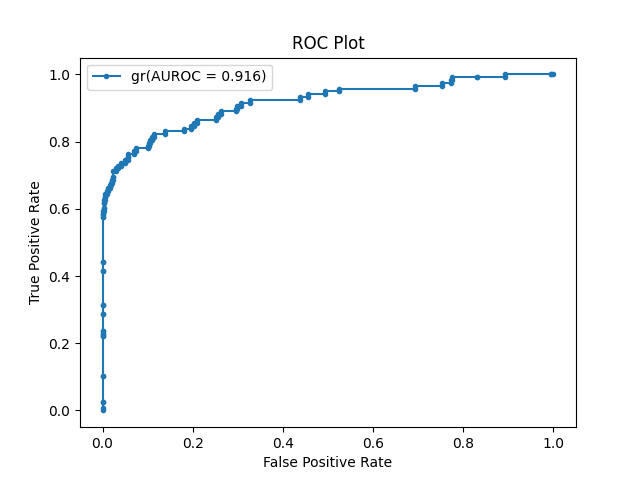 ROC Plot
gr(AUROC = 0.916)
1.0
0.8
0.6
0.4
0.2
0.0
True Positive Rate
0.0 0.2 0.4 0.6 0.8 1.0
False Positive Rate